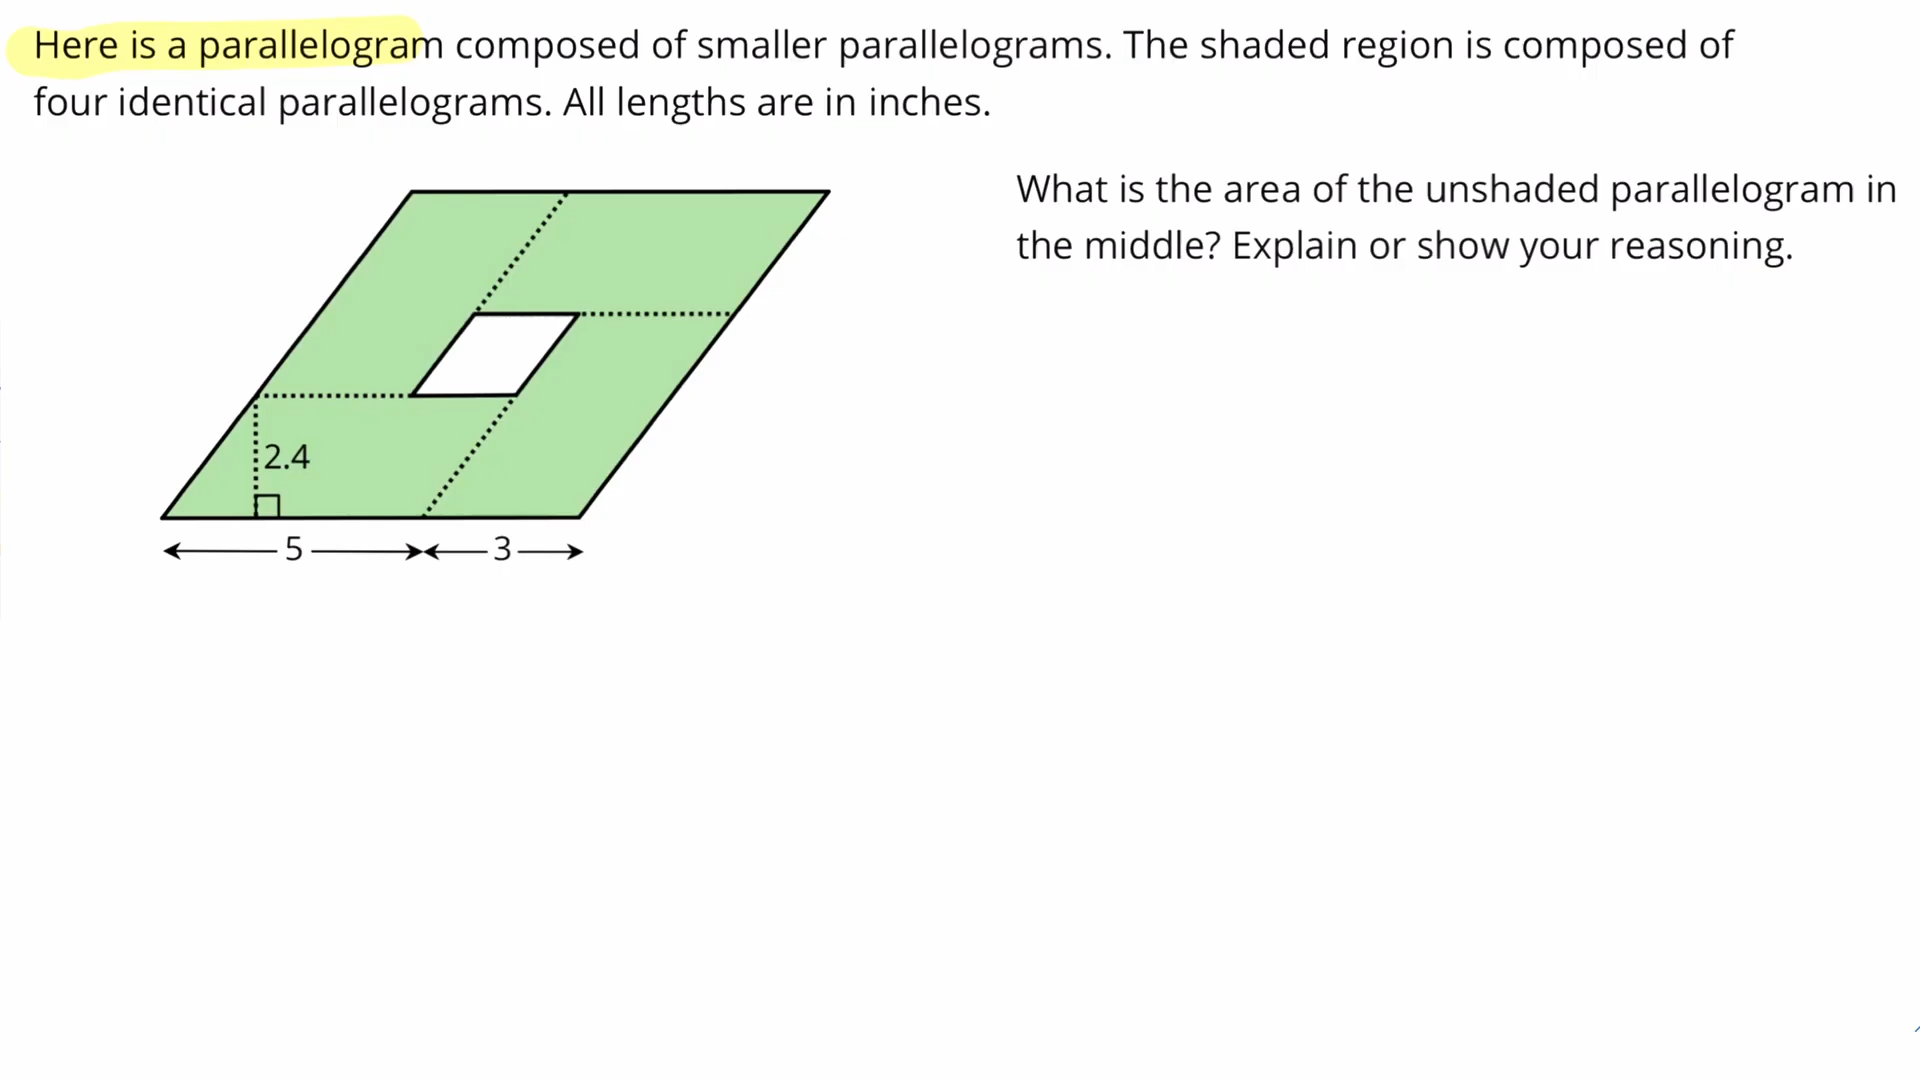 Here is a parallelogram composed of smaller parallelograms. The shaded region is composed of
four identical parallelograms. All lengths are in inches.
What is the area of the unshaded parallelogram in
the middle? Explain or show your reasoning.
2.4
5
3